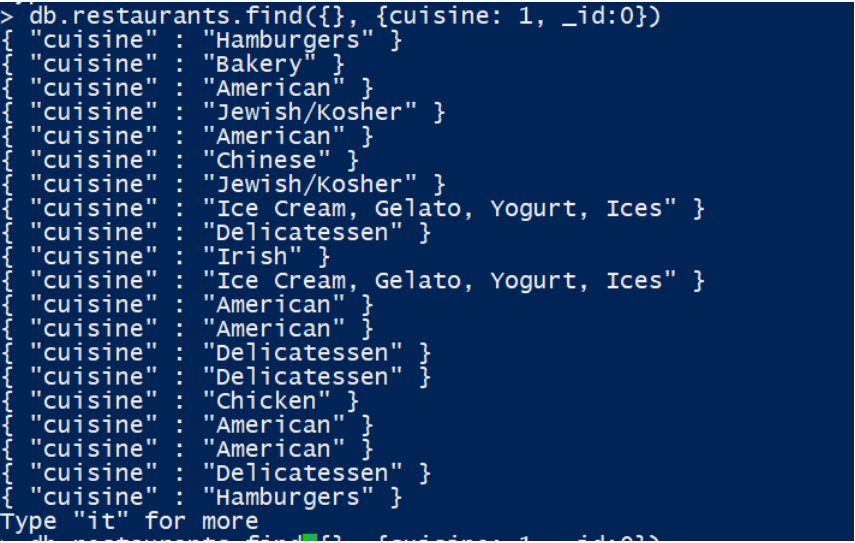 > db.restaurants.find({}, {cuisine: 1, _id:0})
{ "cuisine" : "Hamburgers" }
{ "cuisine" : "Bakery" }
{ "cuisine" : "American" }
{ "cuisine" : "Jewish/Kosher" }
{ "cuisine" : "American" }
{ "cuisine" : "Chinese" }
{ "cuisine" : "Jewish/Kosher" }
{ "cuisine" : "Ice Cream, Gelato, Yogurt, Ices" }
{ "cuisine" : "Delicatessen" }
{ "cuisine" : "Irish" }
{ "cuisine" : "Ice Cream, Gelato, Yogurt, Ices" }
{ "cuisine" : "American" }
{ "cuisine" : "American" }
{ "cuisine" : "Delicatessen" }
{ "cuisine" : "Delicatessen" }
{ "cuisine" : "Chicken" }
{ "cuisine" : "American" }
{ "cuisine" : "American" }
{ "cuisine" : "Delicatessen" }
{ "cuisine" : "Hamburgers" }
Type "it" for more
> db.restaurants.find({}, {cuisine: 1, _id:0})